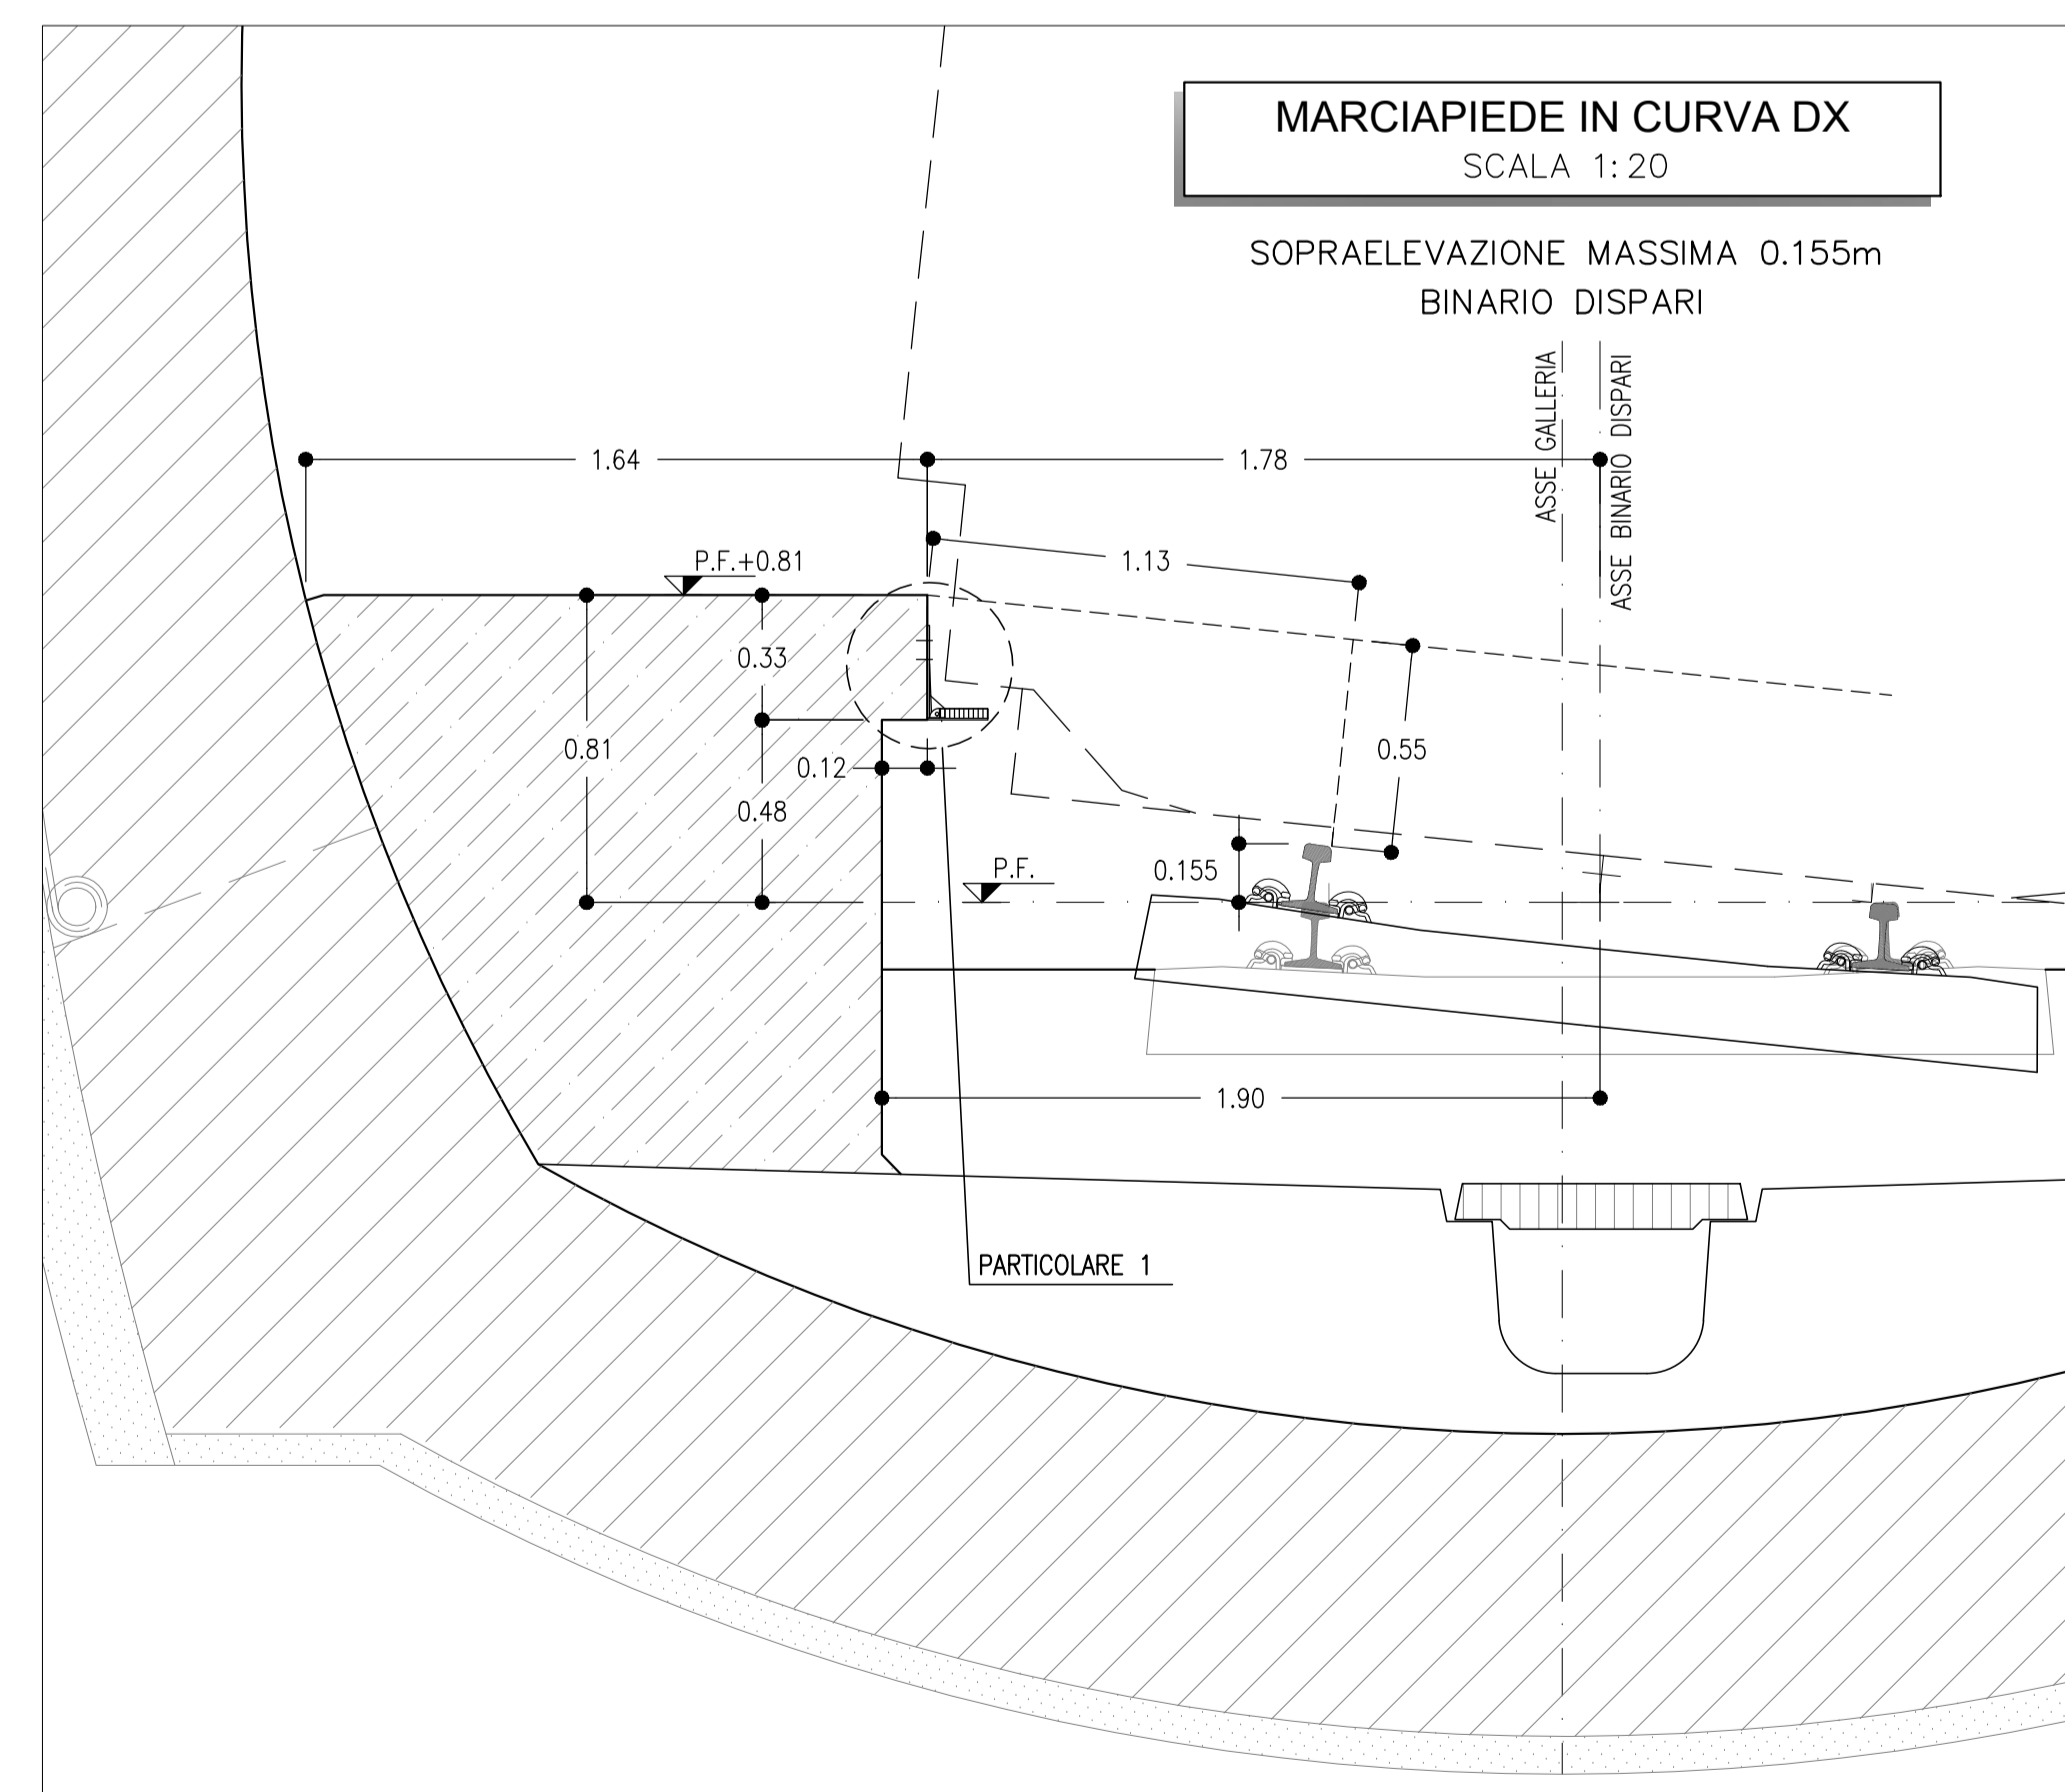 MARCIAPIEDE IN CURVA DX
SCALA 1:20
SOPRAELEVAZIONE MASSIMA 0.155m
BINARIO DISPARI
ASSE GALLERIA
ASSE BINARIO DISPARI
1.64
1.78
1.13
P.F.+0.81
0.33
0.81
0.55
0.12
0.48
0.155
P.F.
1.90
PARTICOLARE 1